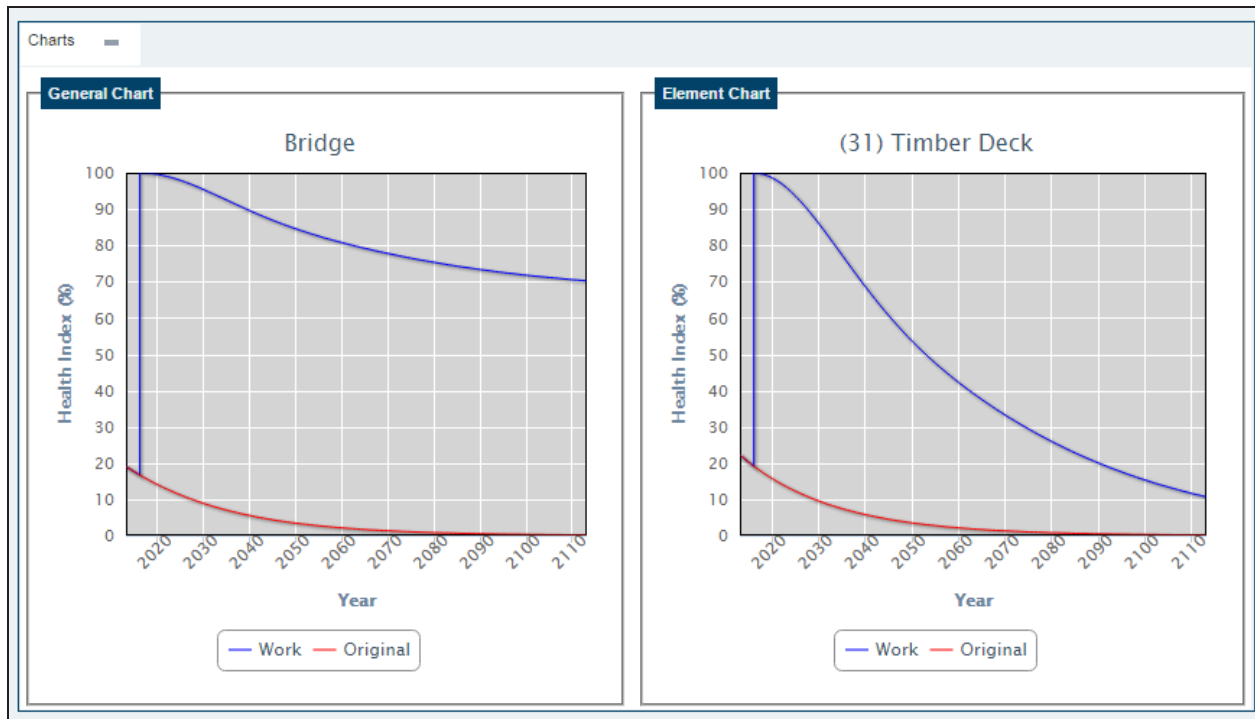 Charts
General Chart
Bridge
100
90
80
70
60
50
40
30
20
10
0
Health Index (%)
2020 2030 2040 2050 2060 2070 2080 2090 2100 2110
Year
Work Original
Element Chart
(31) Timber Deck
100
90
80
70
60
50
40
30
20
10
0
Health Index (%)
2020 2030 2040 2050 2060 2070 2080 2090 2100 2110
Year
Work Original